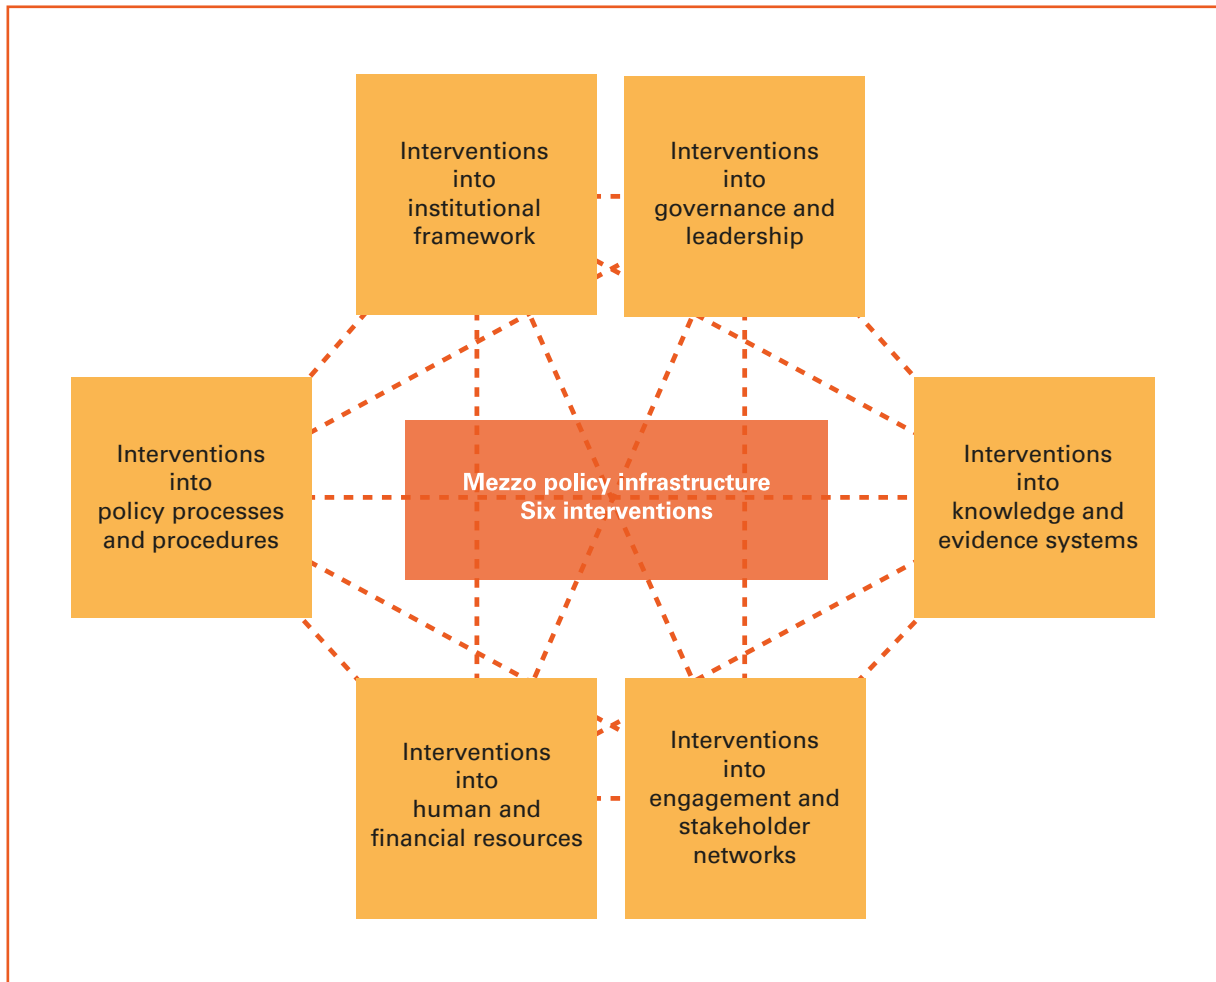 Interventions
into
institutional
framework
Interventions
into
governance and
leadership
Interventions
into
policy processes
and procedures
Mezzo policy infrastructure
Six interventions
Interventions
into
knowledge and
evidence systems
Interventions
into
human and
financial resources
Interventions
into
engagement and
stakeholder
networks